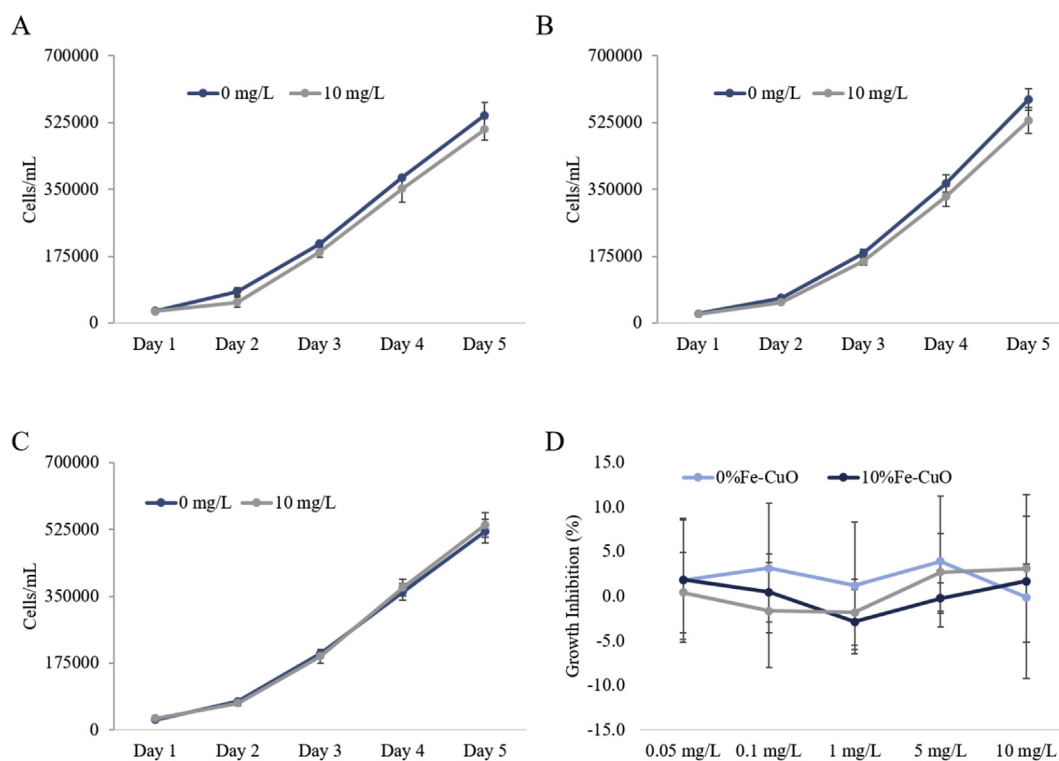 A
700000
525000
350000
175000
0
Cells/mL
0 mg/L 10 mg/L
Day 1 Day 2 Day 3 Day 4 Day 5
B
700000
525000
350000
175000
0
Cells/mL
0 mg/L 10 mg/L
Day 1 Day 2 Day 3 Day 4 Day 5
C
700000
525000
350000
175000
0
Cells/mL
0 mg/L 10 mg/L
Day 1 Day 2 Day 3 Day 4 Day 5
D
15.0
10.0
5.0
0.0
-5.0
-10.0
-15.0
Growth Inhibition (%)
0%Fe-CuO 10%Fe-CuO
0.05 mg/L 0.1 mg/L 1 mg/L 5 mg/L 10 mg/L